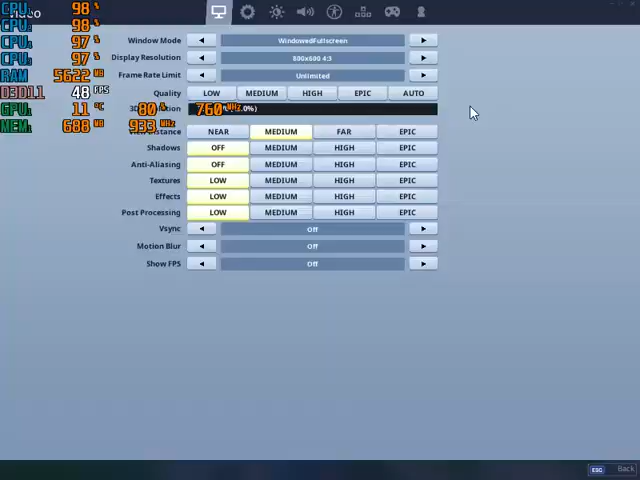 Video
CPU 98 %
CPU 98 %
CPU 97 %
CPU 97 %
RAM 5622 MB
D3D11 48 FPS
GPU 11 °C 80 % 760 MHz
MEM 688 MB 933 MHz
Window Mode WindowedFullscreen
Display Resolution 800x600 4:3
Frame Rate Limit Unlimited
Quality LOW MEDIUM HIGH EPIC AUTO
NEAR MEDIUM FAR EPIC
Shadows OFF MEDIUM HIGH EPIC
Anti-Aliasing OFF MEDIUM HIGH EPIC
Textures LOW MEDIUM HIGH EPIC
Effects LOW MEDIUM HIGH EPIC
Post Processing LOW MEDIUM HIGH EPIC
Vsync Off
Motion Blur Off
Show FPS Off
ESC Back